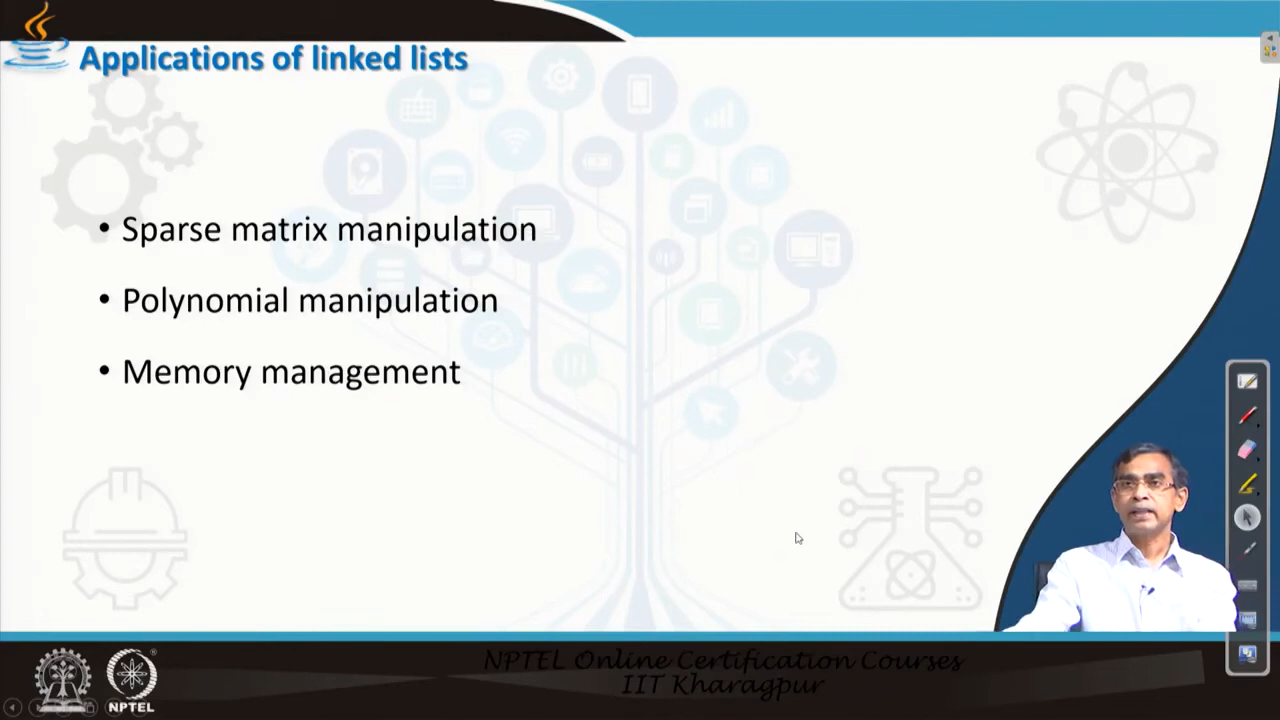 Applications of linked lists
• Sparse matrix manipulation
• Polynomial manipulation
• Memory management
NPTEL Online Certification Courses
IIT Kharagpur
NPTEL